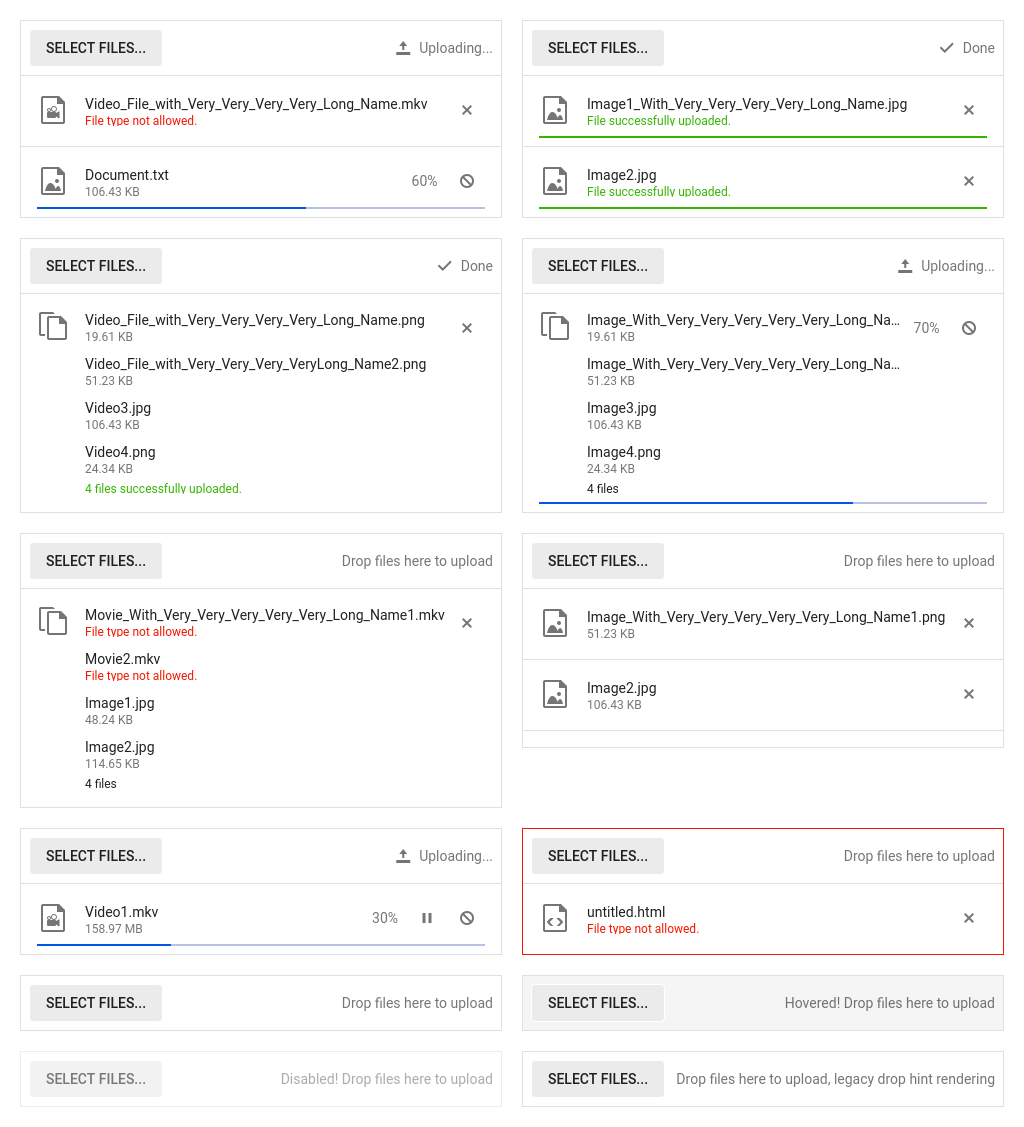 SELECT FILES...
Uploading...
Video_File_with_Very_Very_Very_Very_Long_Name.mkv
File type not allowed.
Document.txt
106.43 KB
60%
SELECT FILES...
Done
Image1_With_Very_Very_Very_Very_Long_Name.jpg
File successfully uploaded.
Image2.jpg
File successfully uploaded.
SELECT FILES...
Done
Video_File_with_Very_Very_Very_Very_Long_Name.png
19.61 KB
Video_File_with_Very_Very_Very_VeryLong_Name2.png
51.23 KB
Video3.jpg
106.43 KB
Video4.png
24.34 KB
4 files successfully uploaded.
SELECT FILES...
Uploading...
Image_With_Very_Very_Very_Very_Very_Long_Na...
19.61 KB
70%
Image_With_Very_Very_Very_Very_Very_Long_Na...
51.23 KB
Image3.jpg
106.43 KB
Image4.png
24.34 KB
4 files
SELECT FILES...
Drop files here to upload
Movie_With_Very_Very_Very_Very_Very_Long_Name1.mkv
File type not allowed.
Movie2.mkv
File type not allowed.
Image1.jpg
48.24 KB
Image2.jpg
114.65 KB
4 files
SELECT FILES...
Drop files here to upload
Image_With_Very_Very_Very_Very_Very_Long_Name1.png
51.23 KB
Image2.jpg
106.43 KB
SELECT FILES...
Uploading...
Video1.mkv
158.97 MB
30%
SELECT FILES...
Drop files here to upload
untitled.html
File type not allowed.
SELECT FILES...
Drop files here to upload
SELECT FILES...
Hovered! Drop files here to upload
SELECT FILES...
Disabled! Drop files here to upload
SELECT FILES...
Drop files here to upload, legacy drop hint rendering